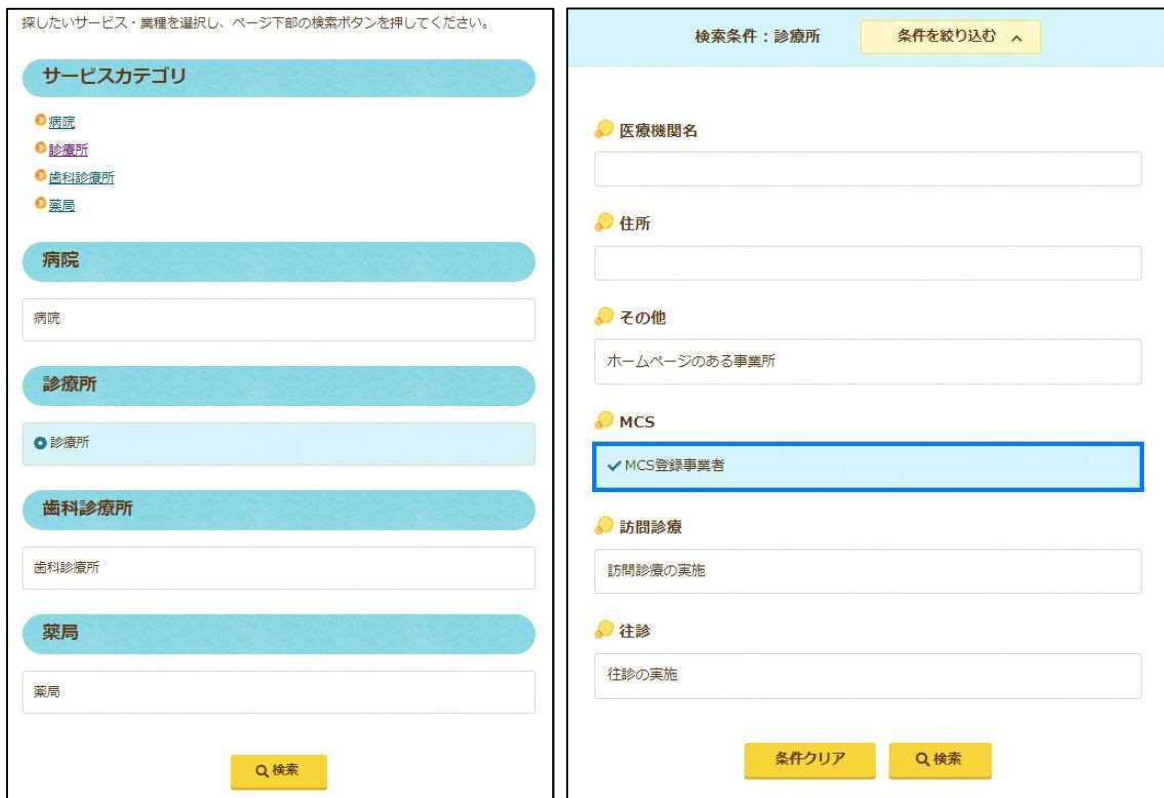 探したいサービス・業種を選択し、ページ下部の検索ボタンを押してください。
サービスカテゴリ
病院
診療所
歯科診療所
薬局
病院
病院
診療所
診療所
歯科診療所
歯科診療所
薬局
薬局
検索
検索条件：診療所
条件を絞り込む
医療機関名
住所
その他
ホームページのある事業所
MCS
MCS登録事業者
訪問診療
訪問診療の実施
往診
往診の実施
条件クリア
検索